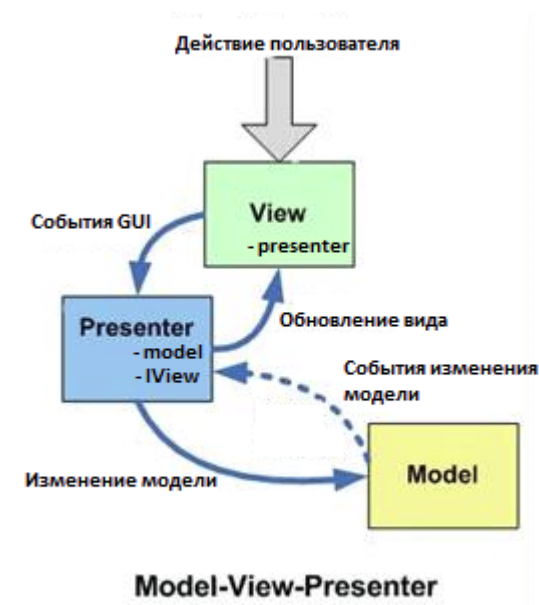 Действие пользователя
View
- presenter
События GUI
Presenter
- model
- IView
Обновление вида
События изменения
модели
Изменение модели
Model
Model-View-Presenter